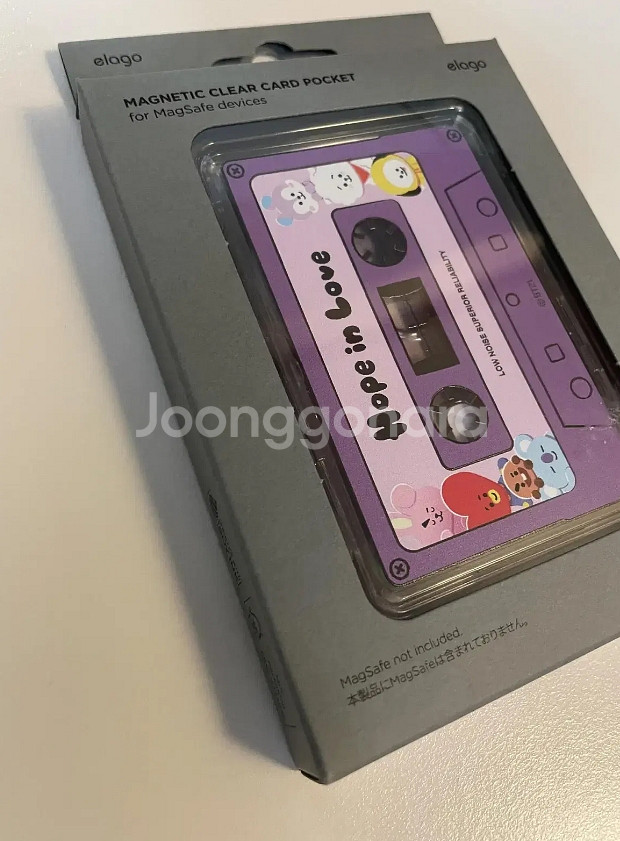 elago
elago
MAGNETIC CLEAR CARD POCKET
for MagSafe devices
Hope in Love
LOW NOISE SUPERIOR RELIABILITY
© BT21
Joonggonara
MagSafe not included.
本製品にMagSafeは含まれておりません。